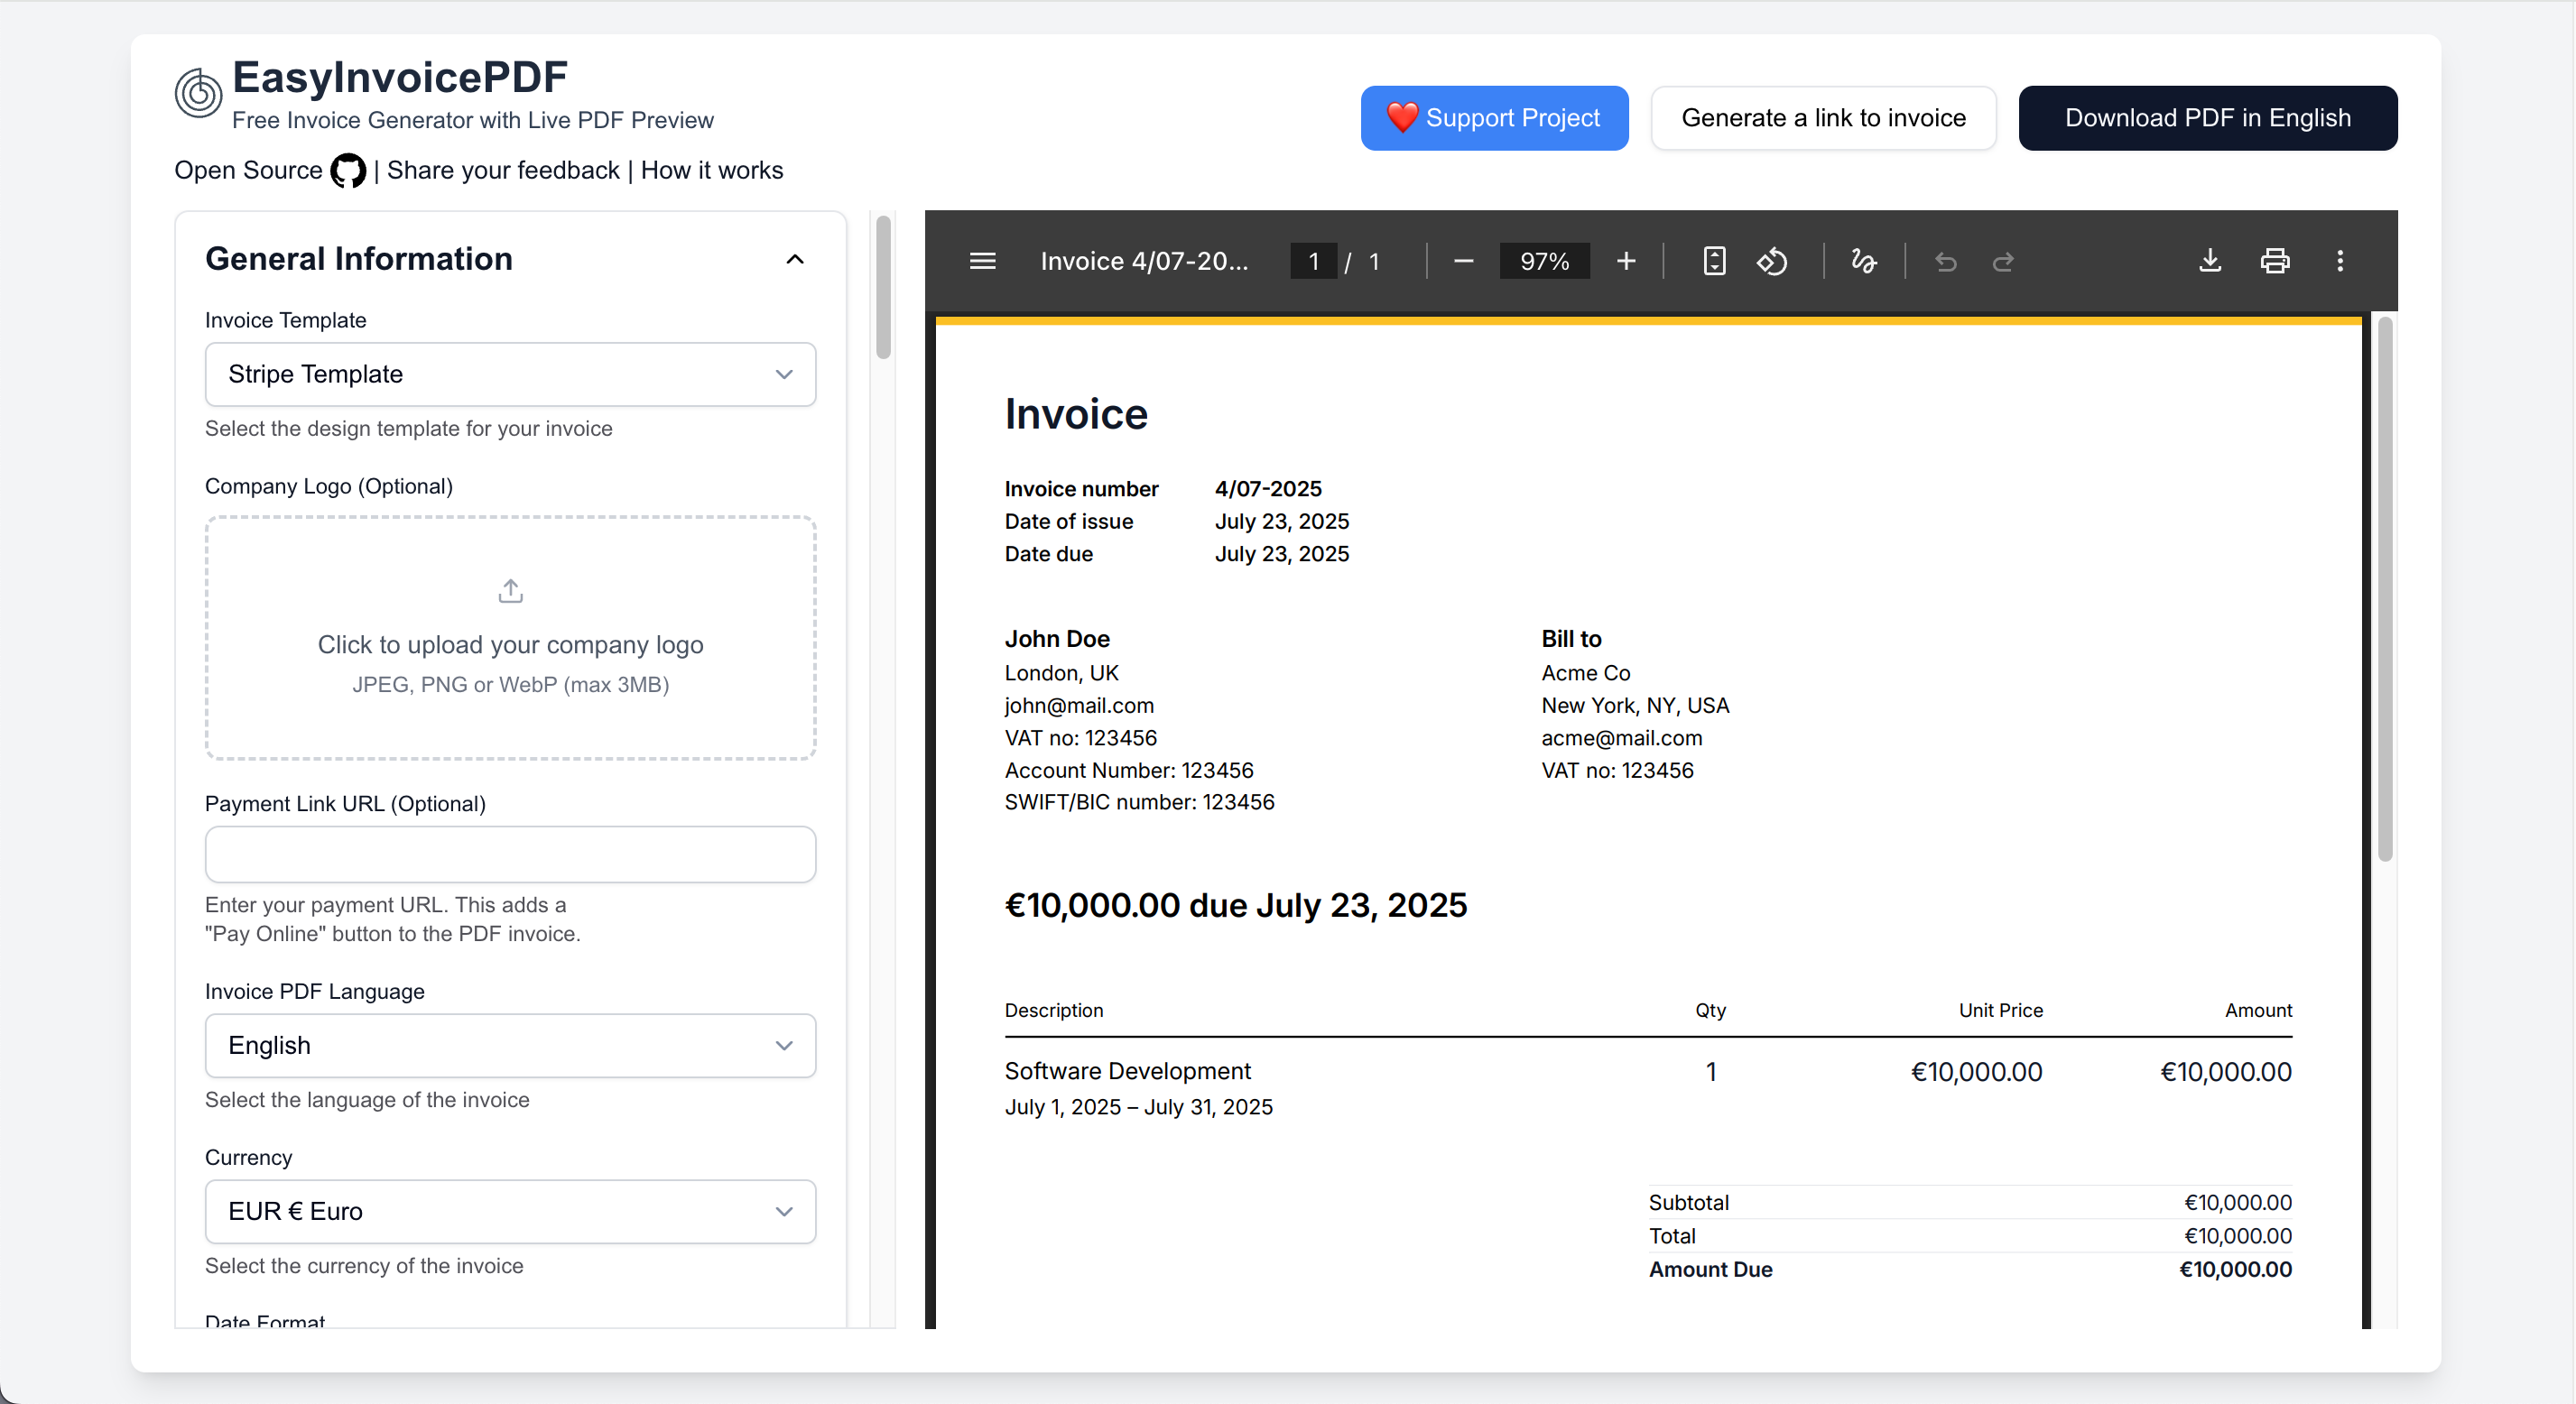 EasyInvoicePDF
Free Invoice Generator with Live PDF Preview
Open Source | Share your feedback | How it works
❤️ Support Project
Generate a link to invoice
Download PDF in English
General Information
Invoice Template
Stripe Template
Select the design template for your invoice
Company Logo (Optional)
Click to upload your company logo
JPEG, PNG or WebP (max 3MB)
Payment Link URL (Optional)
Enter your payment URL. This adds a
"Pay Online" button to the PDF invoice.
Invoice PDF Language
English
Select the language of the invoice
Currency
EUR € Euro
Select the currency of the invoice
Date Format
Invoice 4/07-20... 1 / 1 97%
Invoice
Invoice number 4/07-2025
Date of issue July 23, 2025
Date due July 23, 2025
John Doe
London, UK
john@mail.com
VAT no: 123456
Account Number: 123456
SWIFT/BIC number: 123456
Bill to
Acme Co
New York, NY, USA
acme@mail.com
VAT no: 123456
€10,000.00 due July 23, 2025
Description Qty Unit Price Amount
Software Development 1 €10,000.00 €10,000.00
July 1, 2025 – July 31, 2025
Subtotal €10,000.00
Total €10,000.00
Amount Due €10,000.00